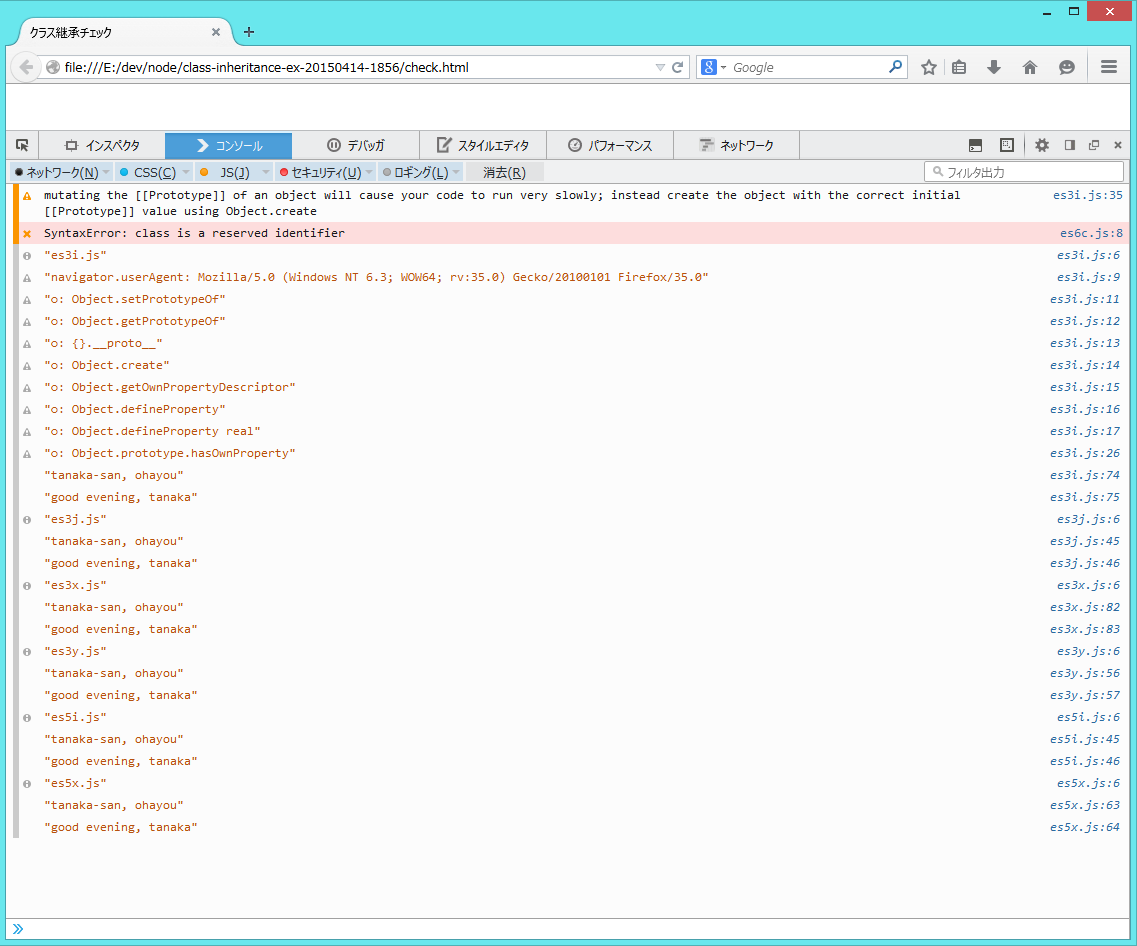 クラス継承チェック
file:///E:/dev/node/class-inheritance-ex-20150414-1856/check.html
Google
インスペクタ コンソール デバッガ スタイルエディタ パフォーマンス ネットワーク
ネットワーク(N) CSS(C) JS(J) セキュリティ(U) ロギング(L) 消去(R) フィルタ出力
mutating the [[Prototype]] of an object will cause your code to run very slowly; instead create the object with the correct initial es3i.js:35
[[Prototype]] value using Object.create
SyntaxError: class is a reserved identifier es6c.js:8
"es3i.js" es3i.js:6
"navigator.userAgent: Mozilla/5.0 (Windows NT 6.3; WOW64; rv:35.0) Gecko/20100101 Firefox/35.0" es3i.js:9
"o: Object.setPrototypeOf" es3i.js:11
"o: Object.getPrototypeOf" es3i.js:12
"o: {}.__proto__" es3i.js:13
"o: Object.create" es3i.js:14
"o: Object.getOwnPropertyDescriptor" es3i.js:15
"o: Object.defineProperty" es3i.js:16
"o: Object.defineProperty real" es3i.js:17
"o: Object.prototype.hasOwnProperty" es3i.js:26
"tanaka-san, ohayou" es3i.js:74
"good evening, tanaka" es3i.js:75
"es3j.js" es3j.js:6
"tanaka-san, ohayou" es3j.js:45
"good evening, tanaka" es3j.js:46
"es3x.js" es3x.js:6
"tanaka-san, ohayou" es3x.js:82
"good evening, tanaka" es3x.js:83
"es3y.js" es3y.js:6
"tanaka-san, ohayou" es3y.js:56
"good evening, tanaka" es3y.js:57
"es5i.js" es5i.js:6
"tanaka-san, ohayou" es5i.js:45
"good evening, tanaka" es5i.js:46
"es5x.js" es5x.js:6
"tanaka-san, ohayou" es5x.js:63
"good evening, tanaka" es5x.js:64